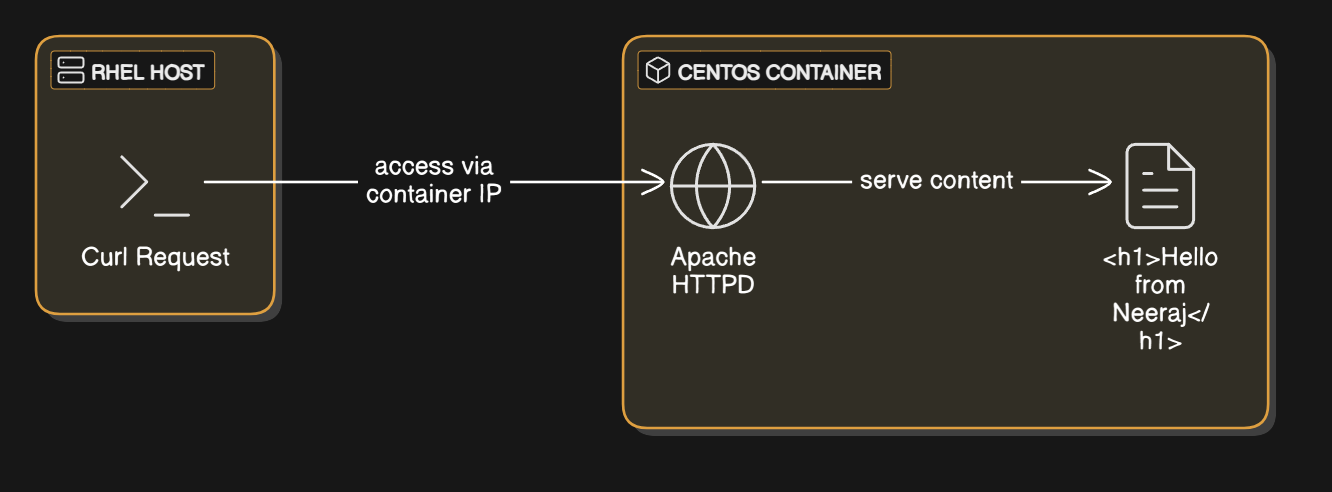 RHEL HOST
CENTOS CONTAINER
access via
container IP
serve content
Curl Request
Apache
HTTPD
<h1>Hello
from
Neeraj</
h1>